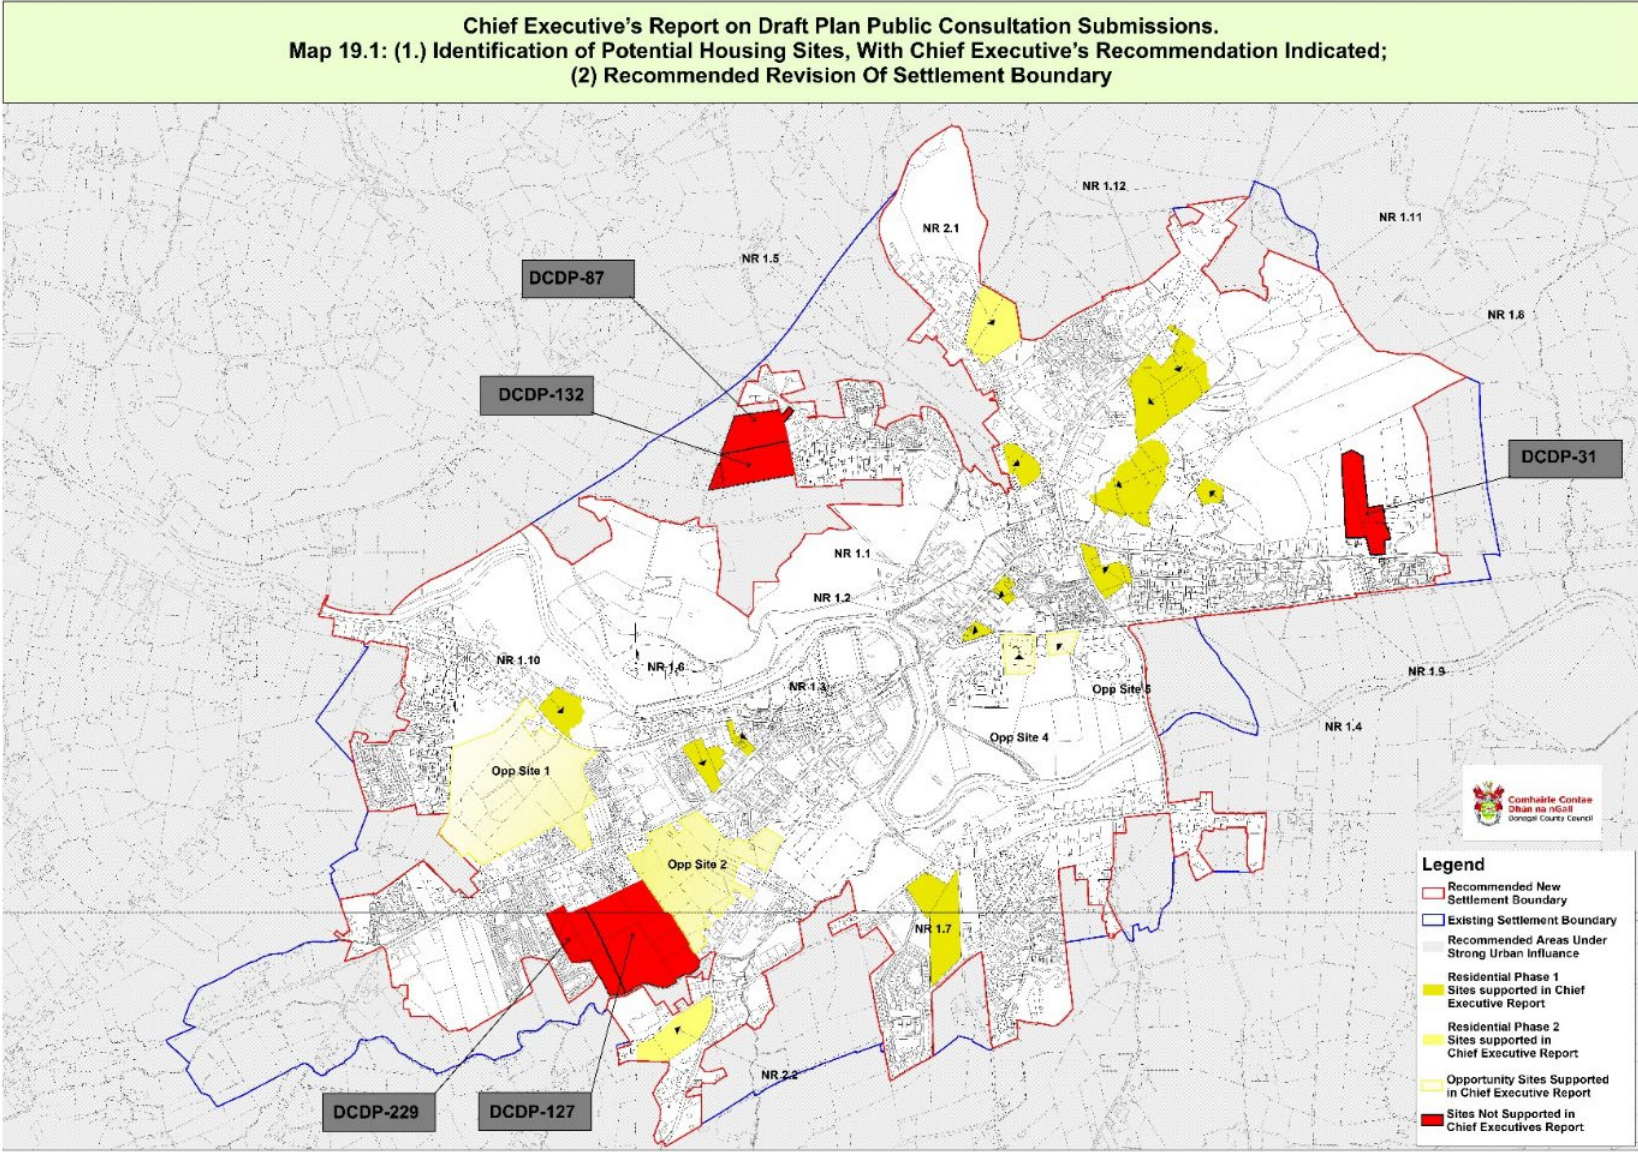 Chief Executive's Report on Draft Plan Public Consultation Submissions.
Map 19.1: (1.) Identification of Potential Housing Sites, With Chief Executive's Recommendation Indicated;
(2) Recommended Revision Of Settlement Boundary
NR 1.12
NR 1.11
NR 2.1
NR 1.5
DCDP-87
NR 1.8
DCDP-132
DCDP-31
NR 1.1
NR 1.2
NR 1.10
NR 1.6
NR 1.9
NR 1.3
Opp Site 5
NR 1.4
Opp Site 4
Opp Site 1
Opp Site 2
NR 1.7
NR 2.2
DCDP-229
DCDP-127
Comhairle Contae
Dhún na nGall
Donegal County Council
Legend
Recommended New
Settlement Boundary
Existing Settlement Boundary
Recommended Areas Under
Strong Urban Influance
Residential Phase 1
Sites supported in Chief
Executive Report
Residential Phase 2
Sites supported in
Chief Executive Report
Opportunity Sites Supported
in Chief Executive Report
Sites Not Supported in
Chief Executives Report